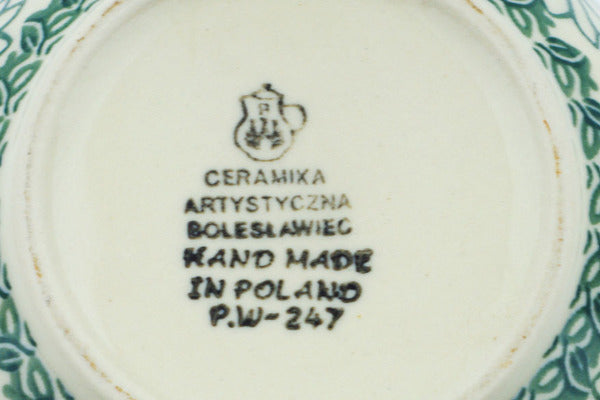 P
CERAMIKA
ARTYSTYCZNA
BOLESŁAWIEC
HAND MADE
IN POLAND
P.W-247